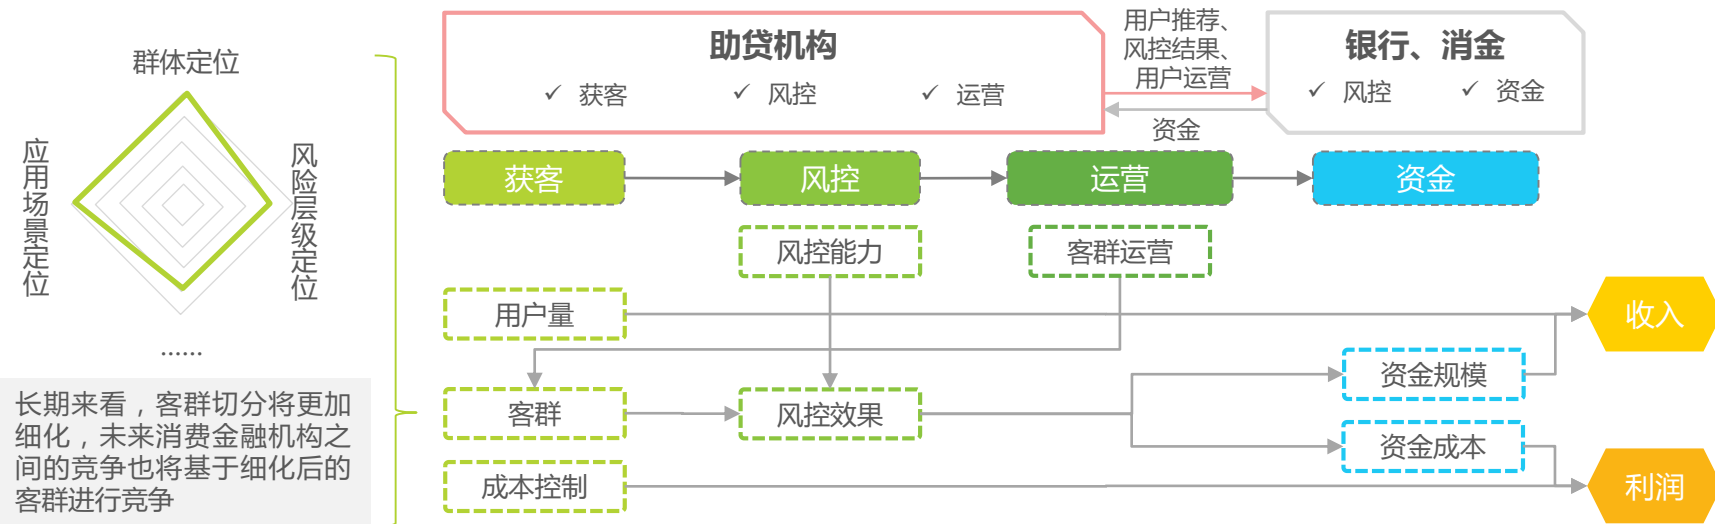 群体定位
应用场景定位
风险层级定位
......
长期来看，客群切分将更加
细化，未来消费金融机构之
间的竞争也将基于细化后的
客群进行竞争
助贷机构
✓ 获客 ✓ 风控 ✓ 运营
用户推荐、
风控结果、
用户运营
资金
银行、消金
✓ 风控 ✓ 资金
获客 风控 运营 资金
风控能力 客群运营
用户量
收入
资金规模
客群 风控效果
资金成本
成本控制
利润